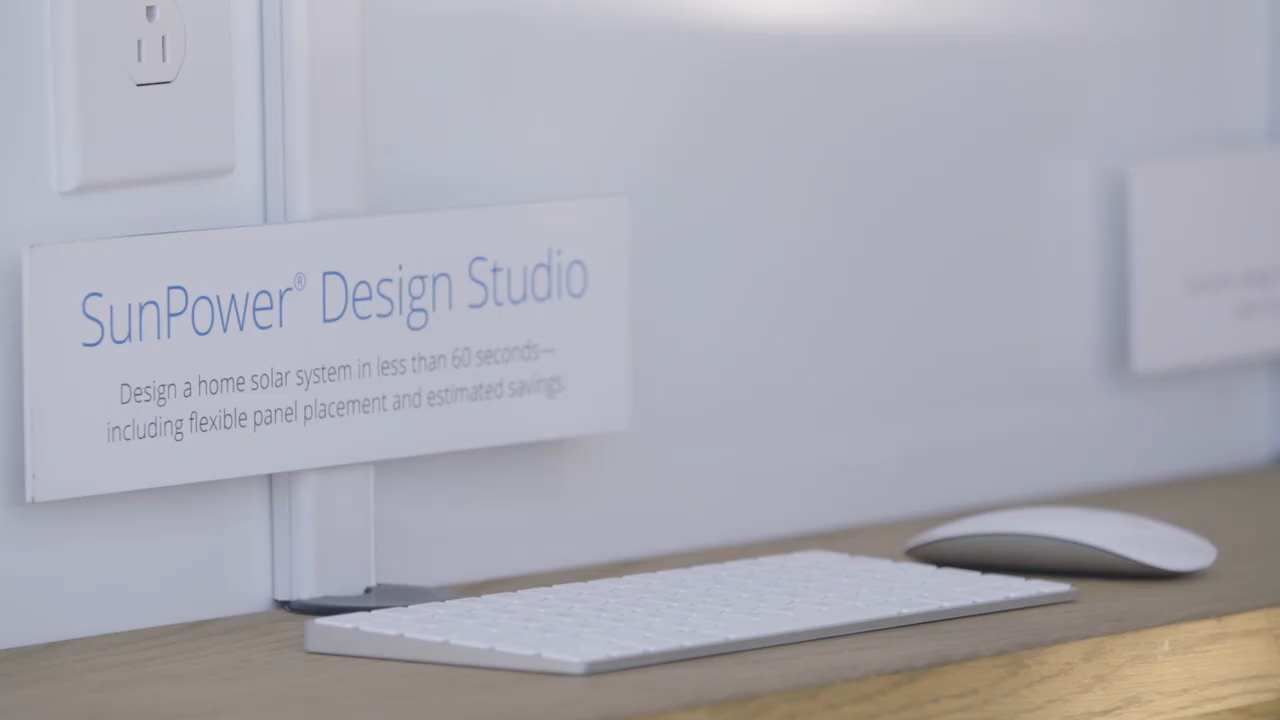 SunPower® Design Studio
Design a home solar system in less than 60 seconds—
including flexible panel placement and estimated savings.